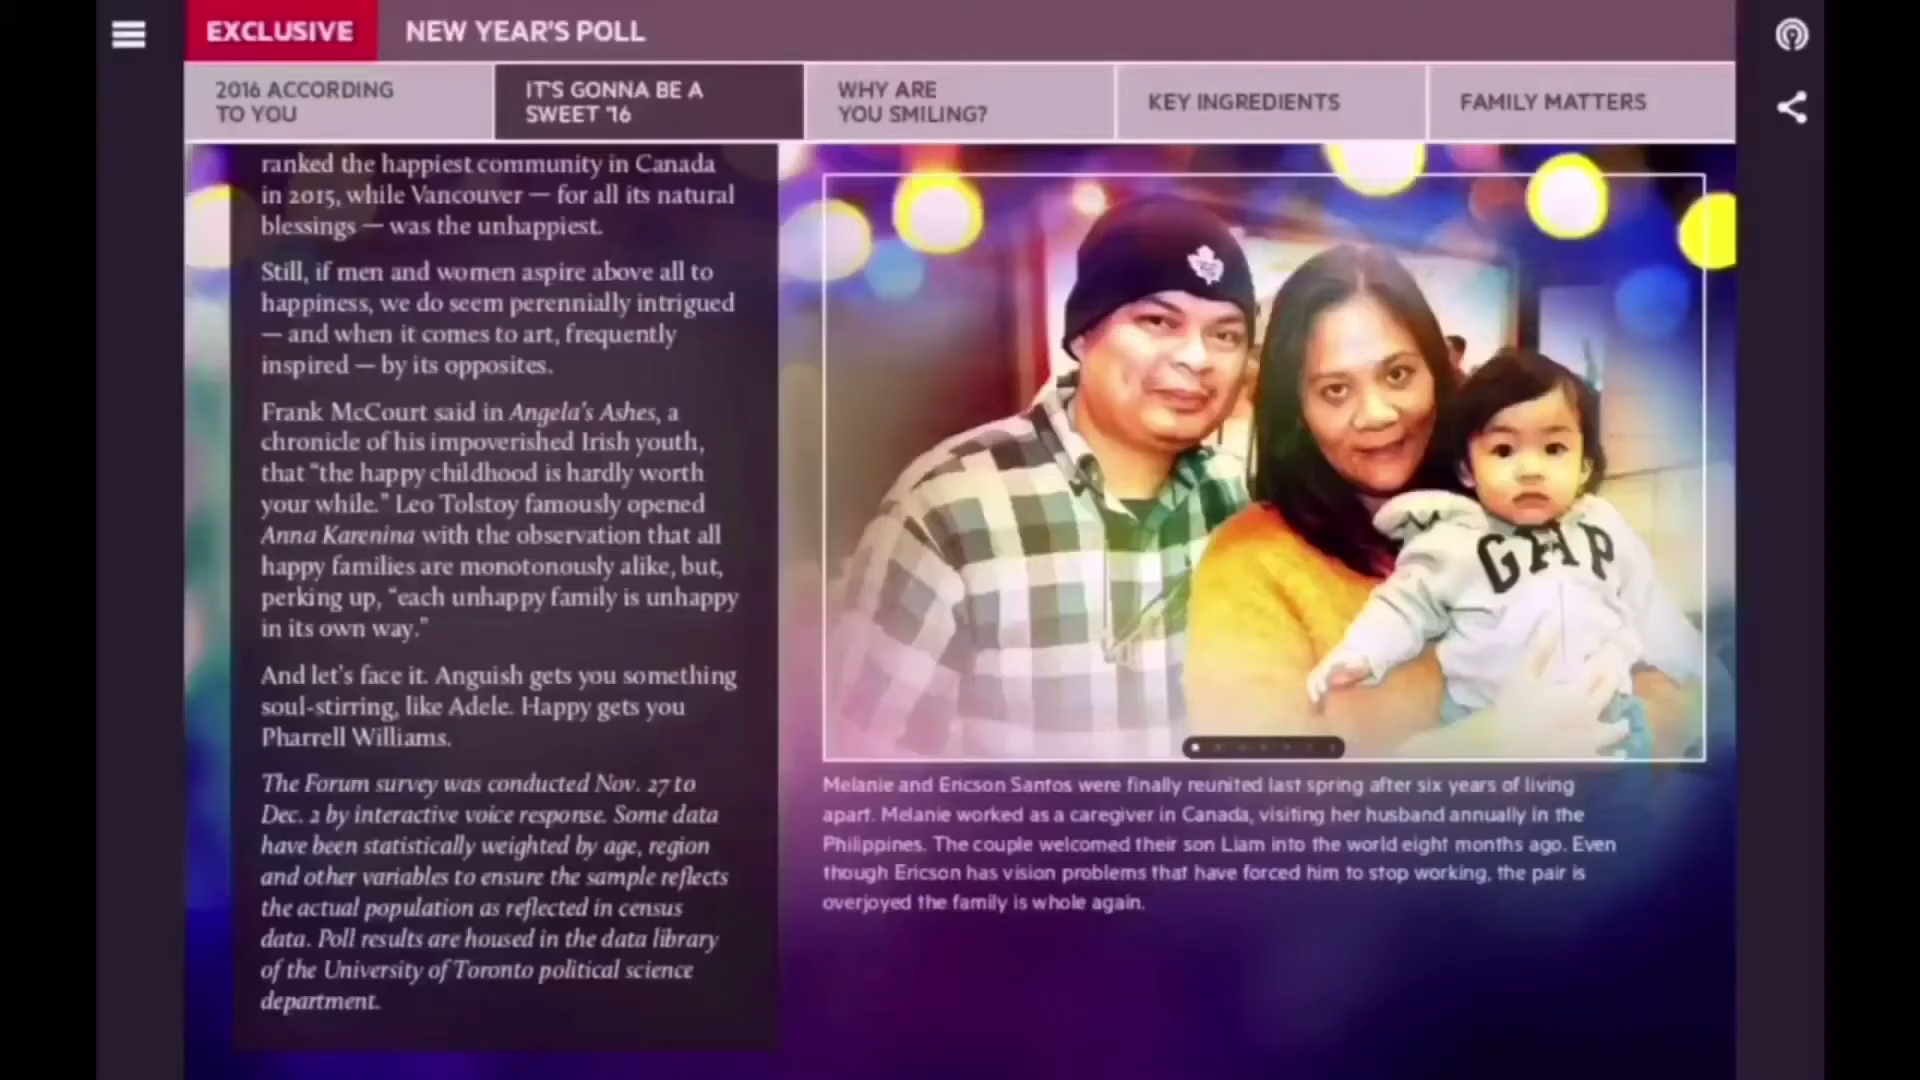 EXCLUSIVE
NEW YEAR'S POLL
2016 ACCORDING
TO YOU
IT'S GONNA BE A
SWEET '16
WHY ARE
YOU SMILING?
KEY INGREDIENTS
FAMILY MATTERS
ranked the happiest community in Canada
in 2015, while Vancouver — for all its natural
blessings — was the unhappiest.
Still, if men and women aspire above all to
happiness, we do seem perennially intrigued
— and when it comes to art, frequently
inspired — by its opposites.
Frank McCourt said in Angela's Ashes, a
chronicle of his impoverished Irish youth,
that “the happy childhood is hardly worth
your while.” Leo Tolstoy famously opened
Anna Karenina with the observation that all
happy families are monotonously alike, but,
perking up, “each unhappy family is unhappy
in its own way.”
And let's face it. Anguish gets you something
soul-stirring, like Adele. Happy gets you
Pharrell Williams.
The Forum survey was conducted Nov. 27 to
Dec. 2 by interactive voice response. Some data
have been statistically weighted by age, region
and other variables to ensure the sample reflects
the actual population as reflected in census
data. Poll results are housed in the data library
of the University of Toronto political science
department.
GAP
Melanie and Ericson Santos were finally reunited last spring after six years of living
apart. Melanie worked as a caregiver in Canada, visiting her husband annually in the
Philippines. The couple welcomed their son Liam into the world eight months ago. Even
though Ericson has vision problems that have forced him to stop working, the pair is
overjoyed the family is whole again.